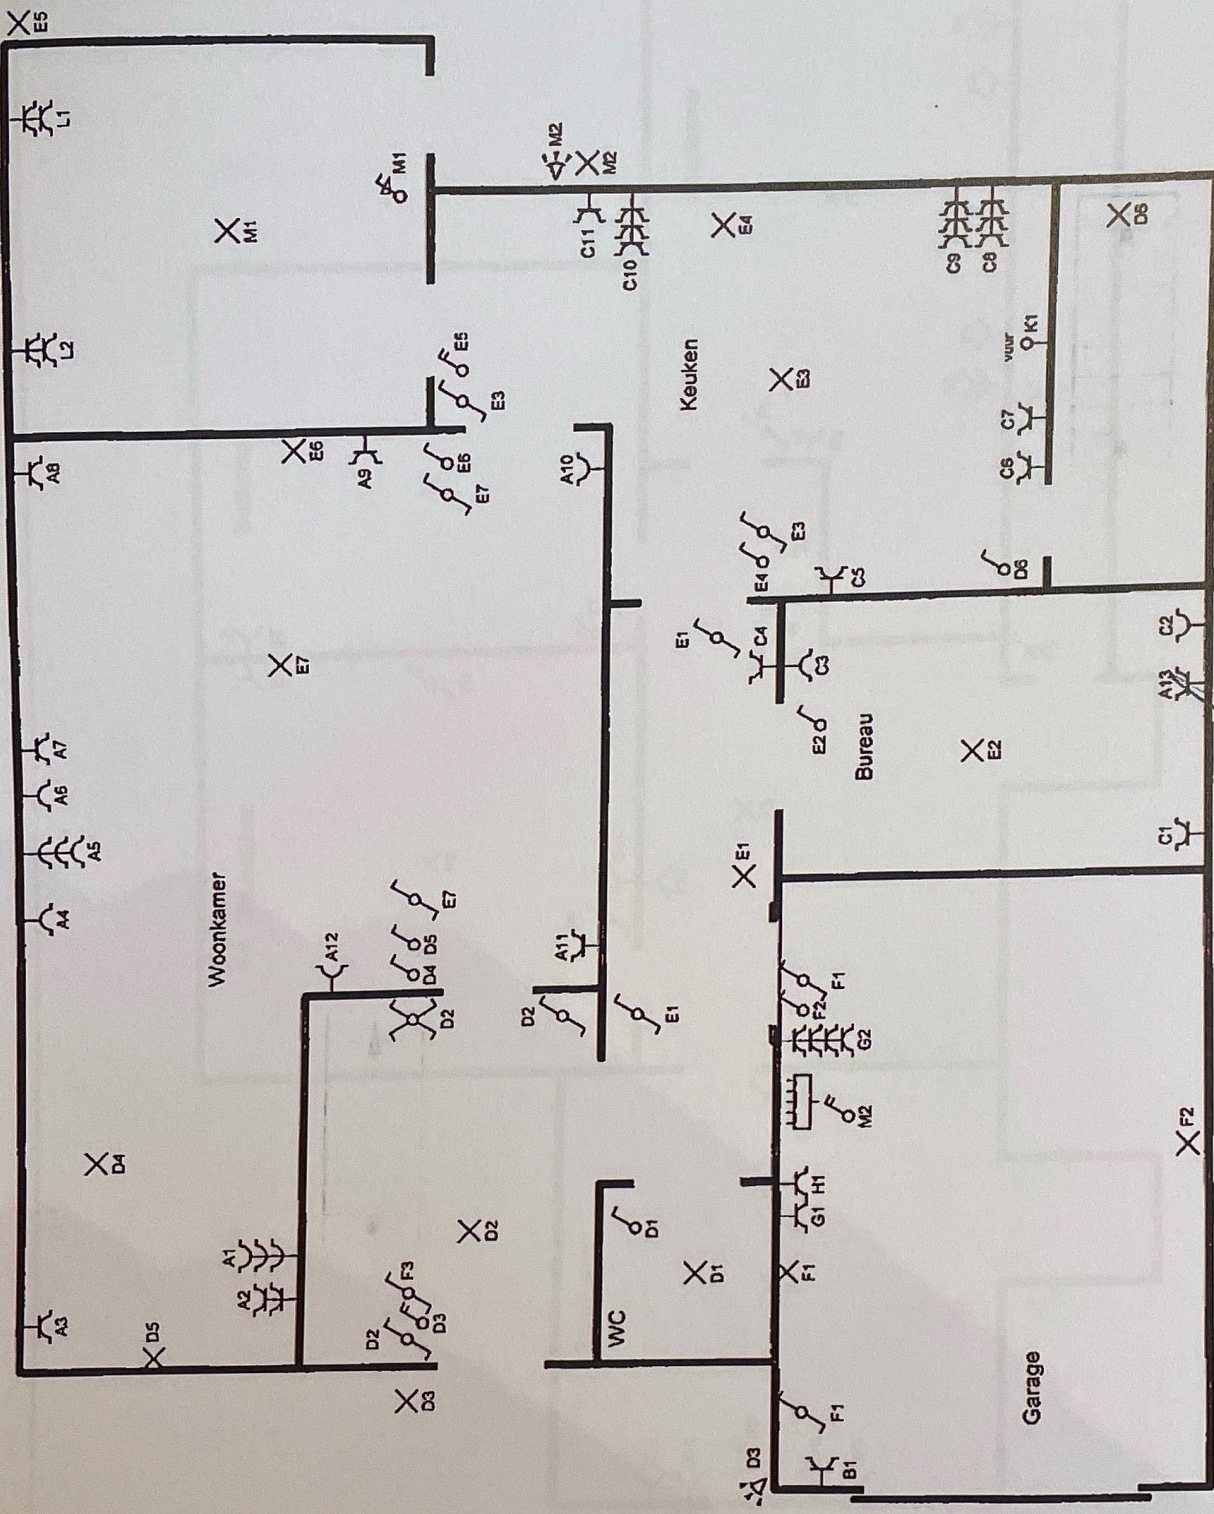 A3
A4
A5
A6
A7
A8
L2
L1
E5
D4
D5
Woonkamer
A1
A2
E7
E6
M1
A12
A9
M1
D2
F3
D3
D3
D2
D4
D5
E7
E7
E6
E3
E5
D2
D2
A11
A10
M2
M2
C11
C10
WC
D1
E1
D1
E1
Keuken
E4
E3
E1
C4
E4
E3
D3
F1
G1
H1
M2
G2
F2
F1
C3
E2
C5
Bureau
F1
B1
E2
C9
C8
D6
C6
C7
vuur
K1
Garage
D6
F2
C1
A13
C2